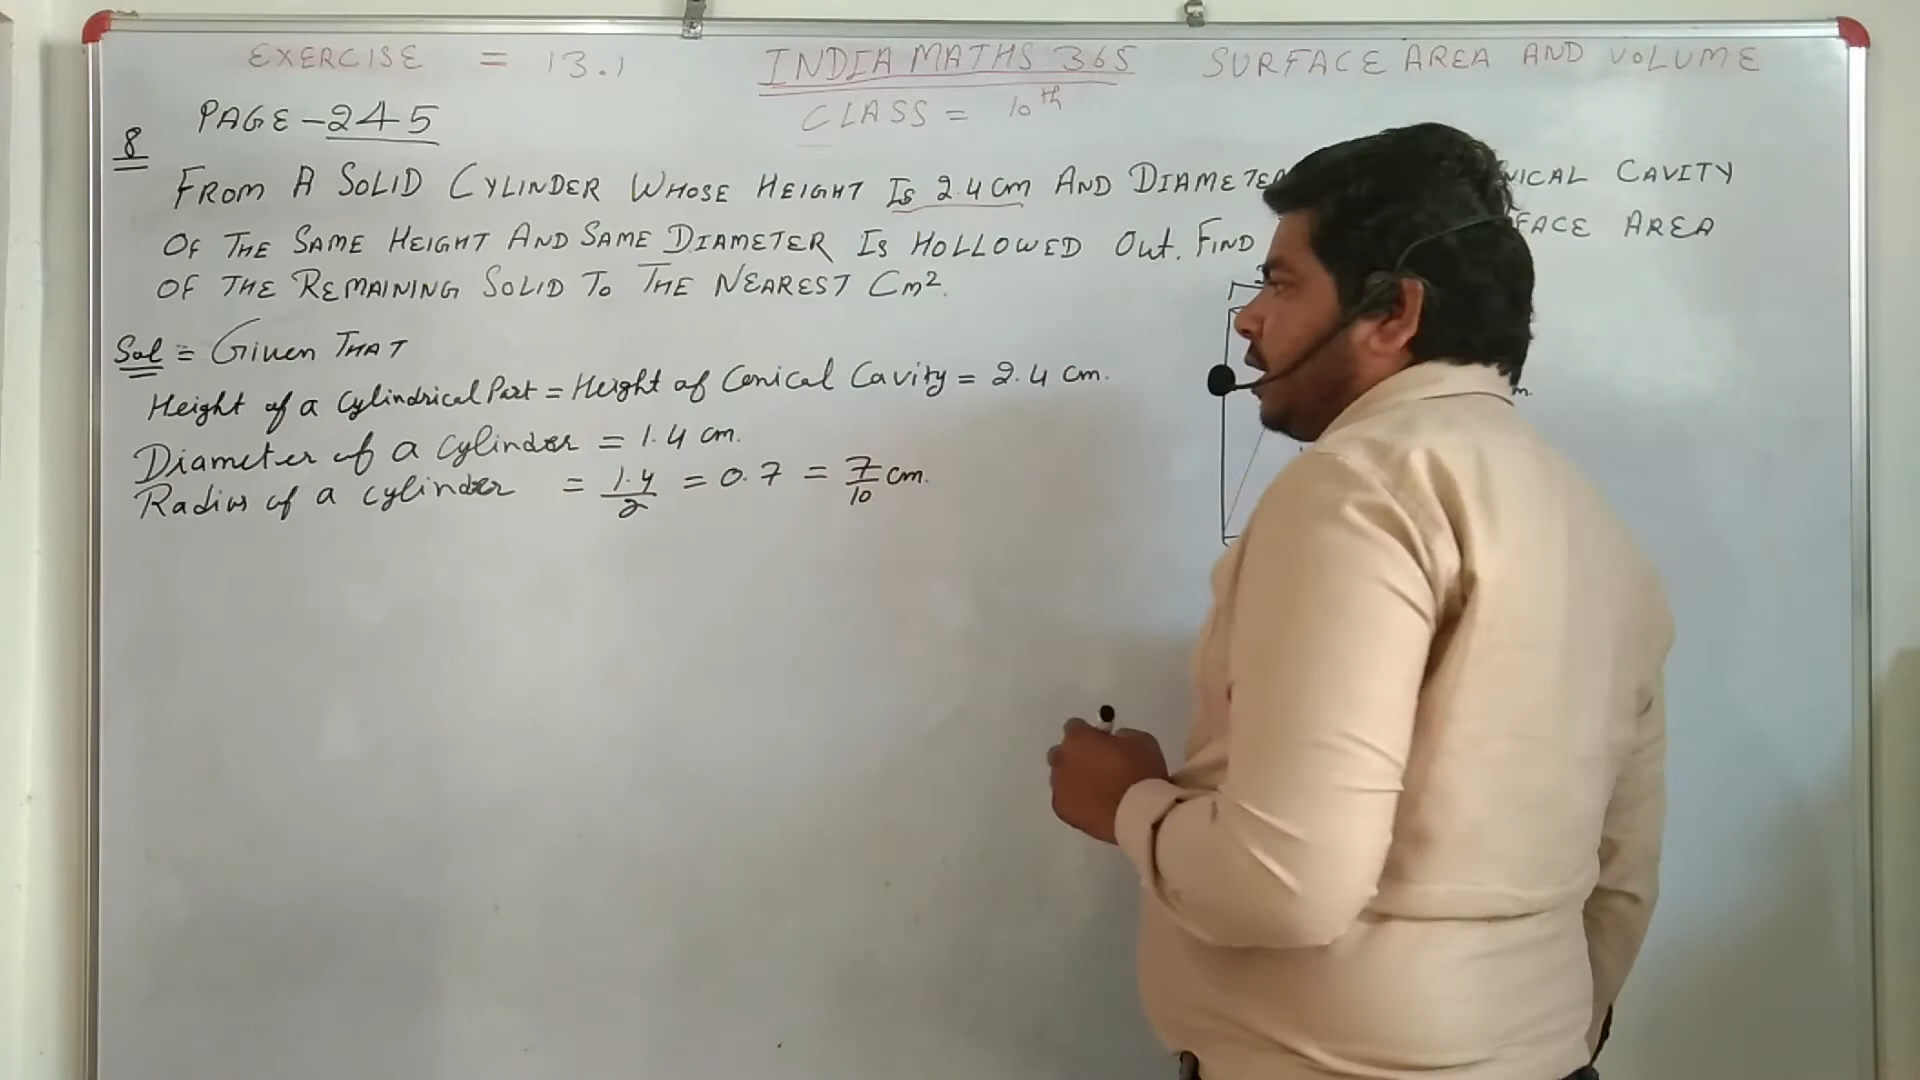 EXERCISE = 13.1 INDIA MATHS 365 SURFACE AREA AND VOLUME
PAGE-245 CLASS = 10th
8
FROM A SOLID CYLINDER WHOSE HEIGHT IS 2.4 cm AND DIAMETER CAVITY
OF THE SAME HEIGHT AND SAME DIAMETER IS HOLLOWED OUT. FIND AREA
OF THE REMAINING SOLID TO THE NEAREST Cm².
Sol = Given THAT
Height of a Cylindrical Part = Height of Conical Cavity = 2.4 cm.
Diameter of a Cylinder = 1.4 cm.
Radius of a cylinder = 1.4/2 = 0.7 = 7/10 cm.